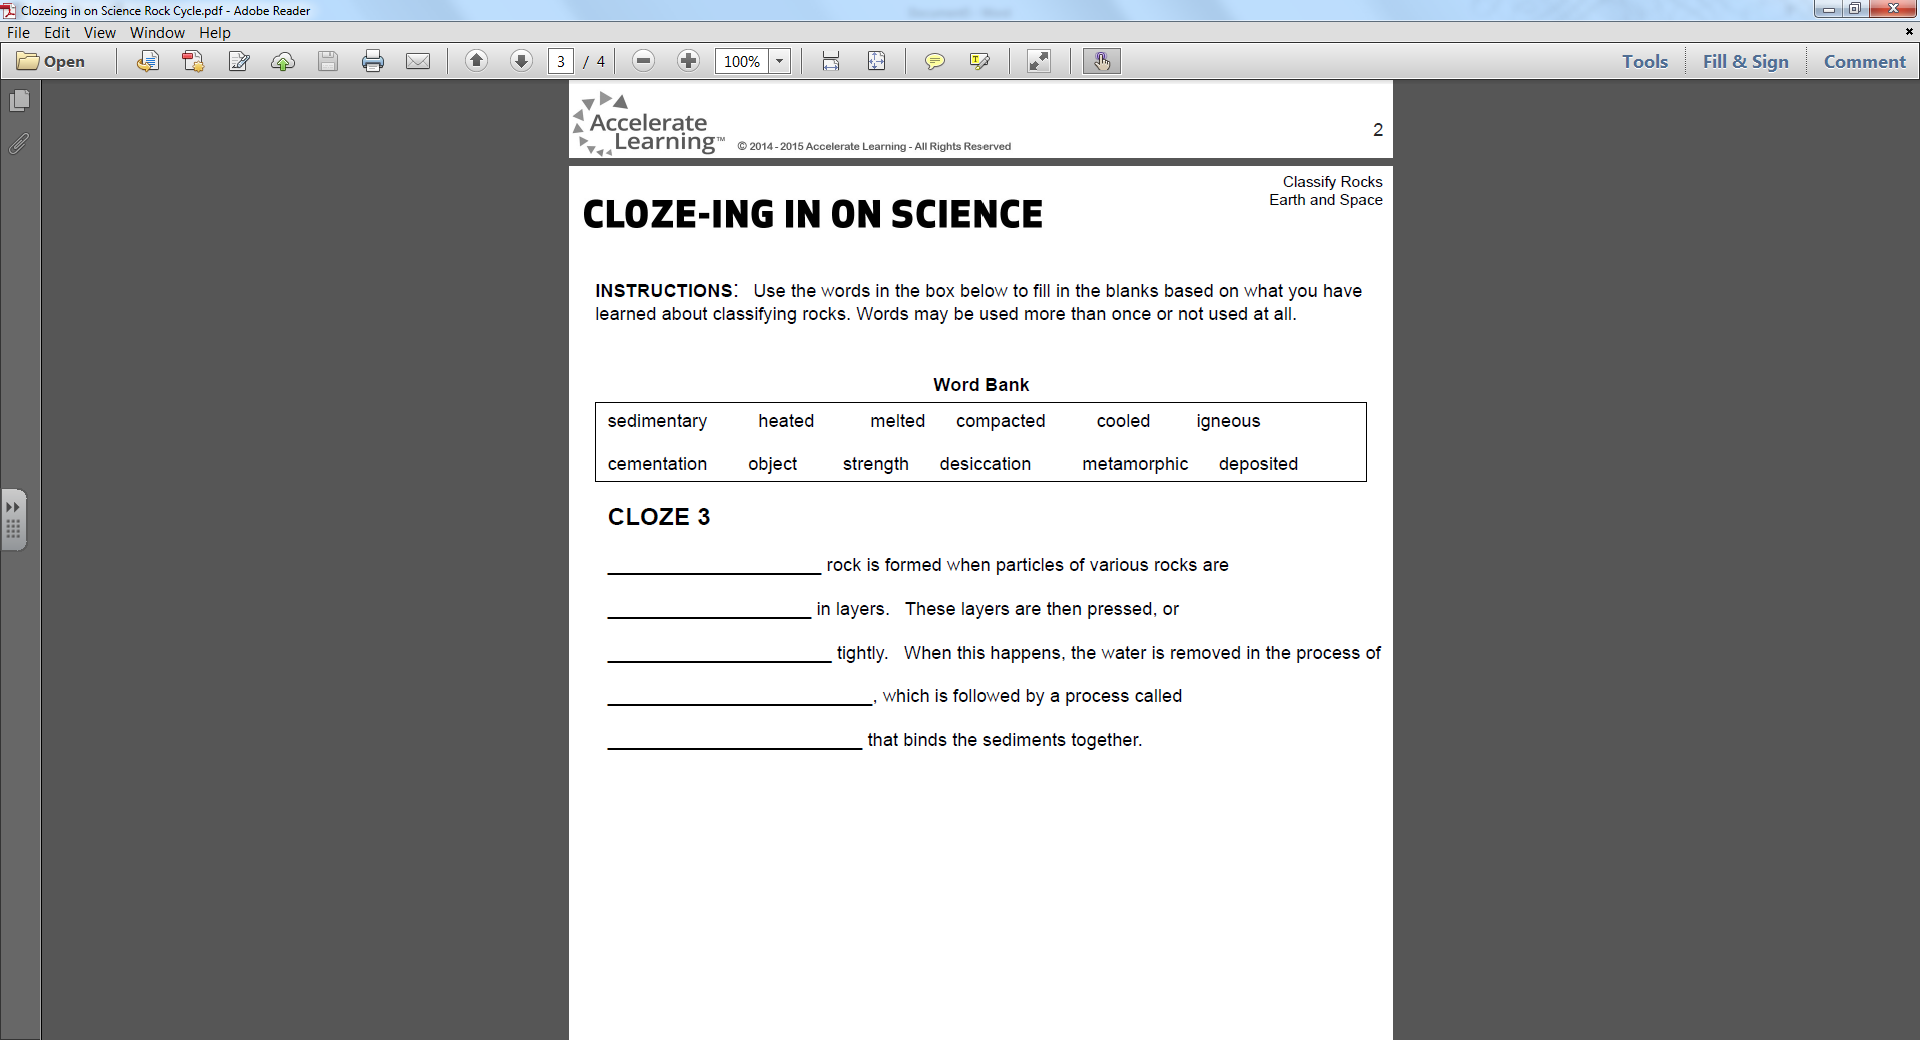 Clozeing in on Science Rock Cycle.pdf - Adobe Reader
File Edit View Window Help
Open 3 / 4 100% Tools Fill & Sign Comment
Accelerate
Learning™ © 2014 - 2015 Accelerate Learning - All Rights Reserved
2
Classify Rocks
Earth and Space
CLOZE-ING IN ON SCIENCE
INSTRUCTIONS: Use the words in the box below to fill in the blanks based on what you have
learned about classifying rocks. Words may be used more than once or not used at all.
Word Bank
sedimentary heated melted compacted cooled igneous
cementation object strength desiccation metamorphic deposited
CLOZE 3
_____________________ rock is formed when particles of various rocks are
____________________ in layers. These layers are then pressed, or
______________________ tightly. When this happens, the water is removed in the process of
__________________________, which is followed by a process called
_________________________ that binds the sediments together.